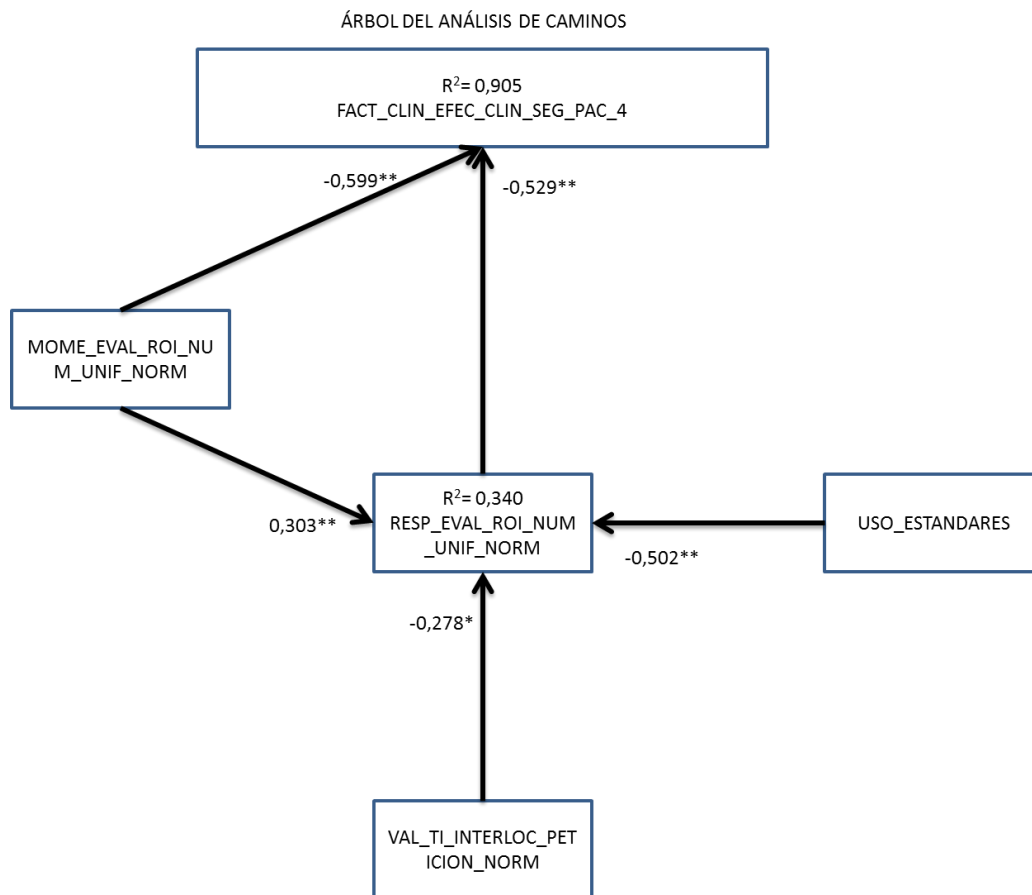 ÁRBOL DEL ANÁLISIS DE CAMINOS
R²= 0,905
FACT_CLIN_EFEC_CLIN_SEG_PAC_4
-0,599**
-0,529**
MOME_EVAL_ROI_NU
M_UNIF_NORM
R²= 0,340
RESP_EVAL_ROI_NUM
_UNIF_NORM
USO_ESTANDARES
0,303**
-0,502**
-0,278*
VAL_TI_INTERLOC_PET
ICION_NORM